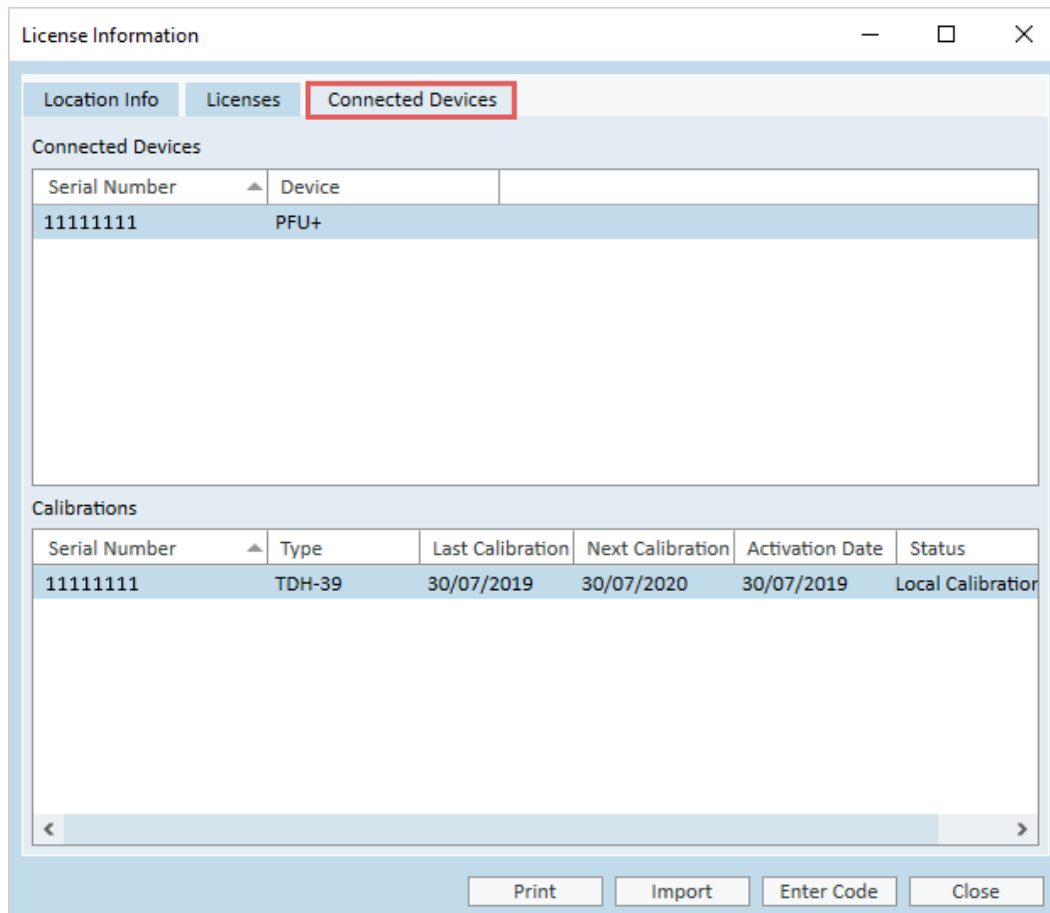 License Information
Location Info Licenses Connected Devices
Connected Devices
Serial Number Device
11111111 PFU+
Calibrations
Serial Number Type Last Calibration Next Calibration Activation Date Status
11111111 TDH-39 30/07/2019 30/07/2020 30/07/2019 Local Calibration
Print Import Enter Code Close